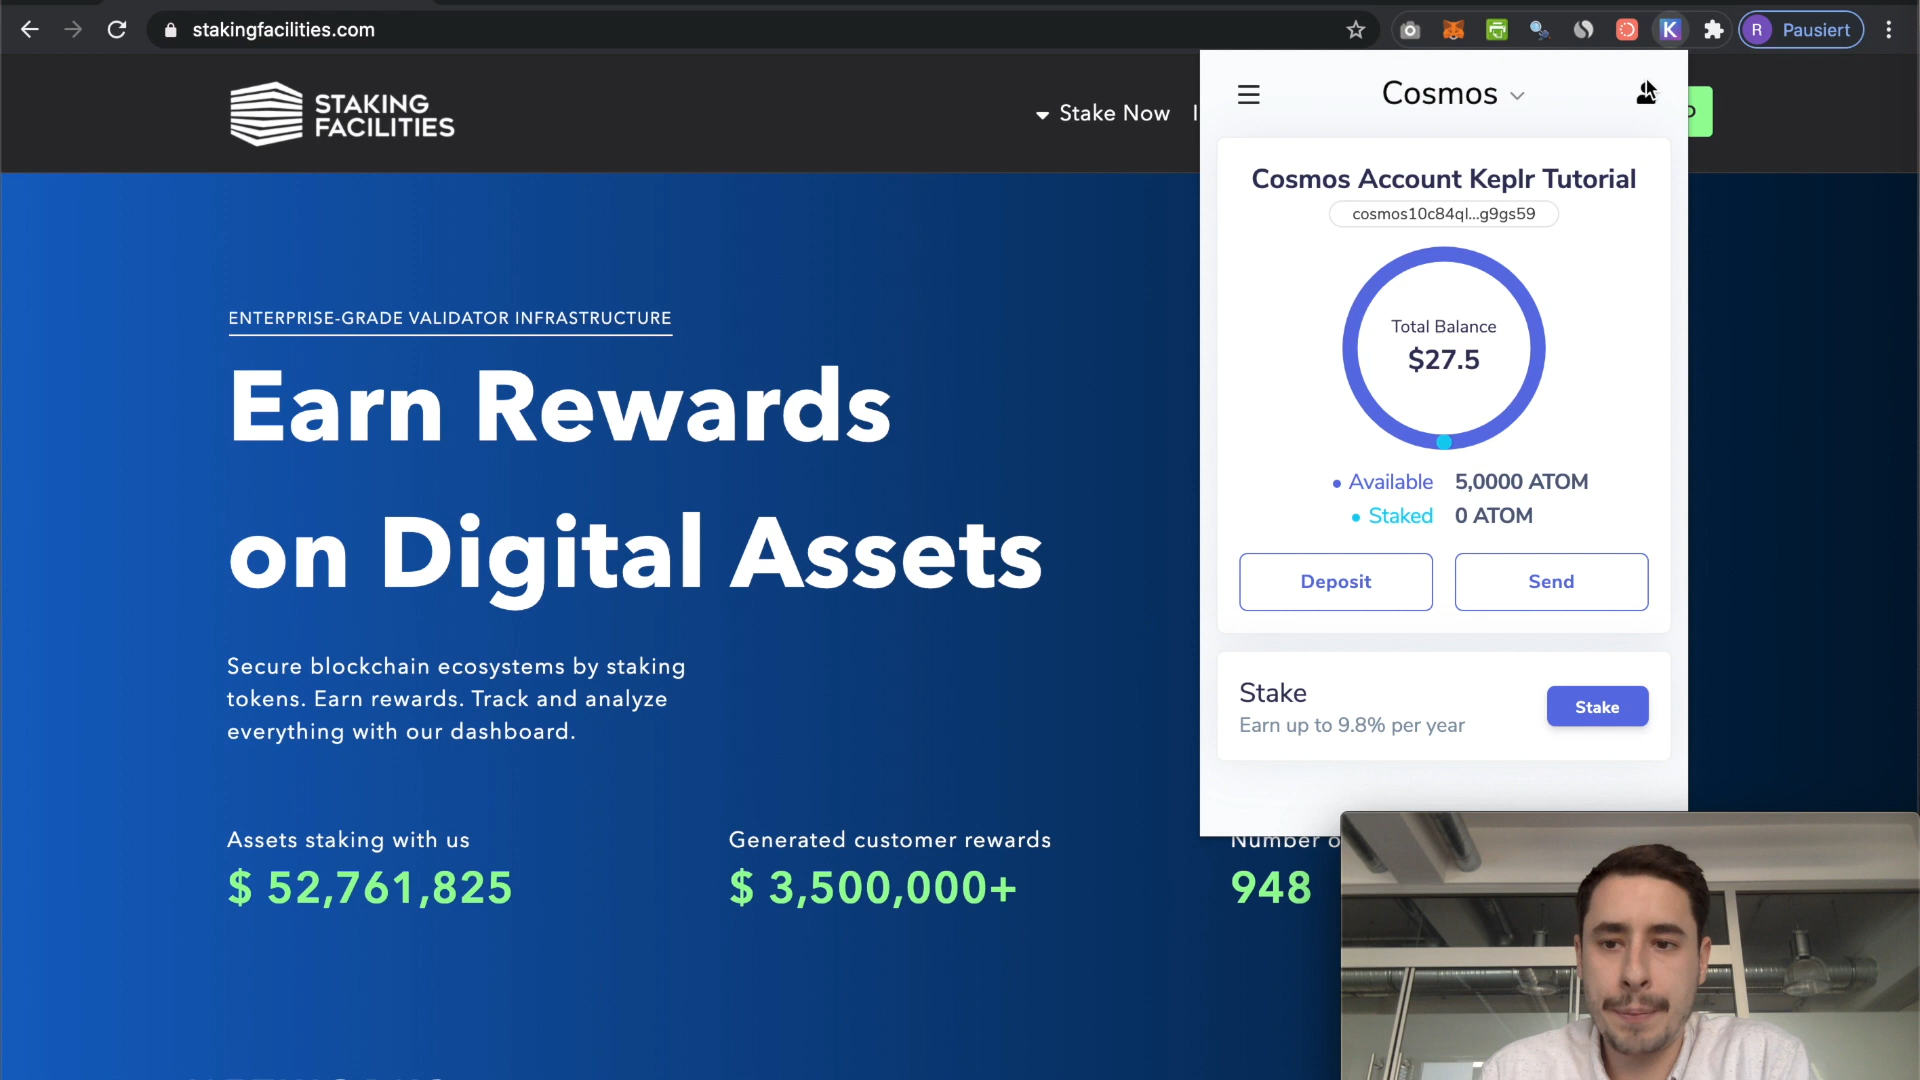 stakingfacilities.com
R Pausiert
STAKING
FACILITIES
Stake Now
Cosmos
Cosmos Account Keplr Tutorial
cosmos10c84ql...g9gs59
Total Balance
$27.5
Available 5,0000 ATOM
Staked 0 ATOM
Deposit Send
Stake
Earn up to 9.8% per year
Stake
ENTERPRISE-GRADE VALIDATOR INFRASTRUCTURE
Earn Rewards
on Digital Assets
Secure blockchain ecosystems by staking
tokens. Earn rewards. Track and analyze
everything with our dashboard.
Assets staking with us
$ 52,761,825
Generated customer rewards
$ 3,500,000+
Number o
948